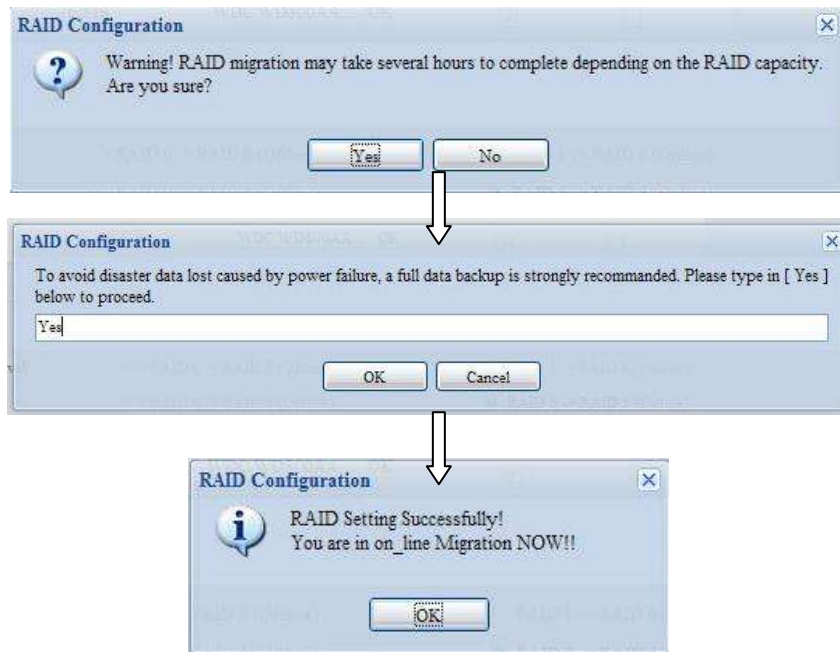 RAID Configuration
Warning! RAID migration may take several hours to complete depending on the RAID capacity.
Are you sure?
Yes
No
RAID Configuration
To avoid disaster data lost caused by power failure, a full data backup is strongly recommanded. Please type in [ Yes ]
below to proceed.
Yes
OK
Cancel
RAID Configuration
RAID Setting Successfully!
You are in on_line Migration NOW!!
OK